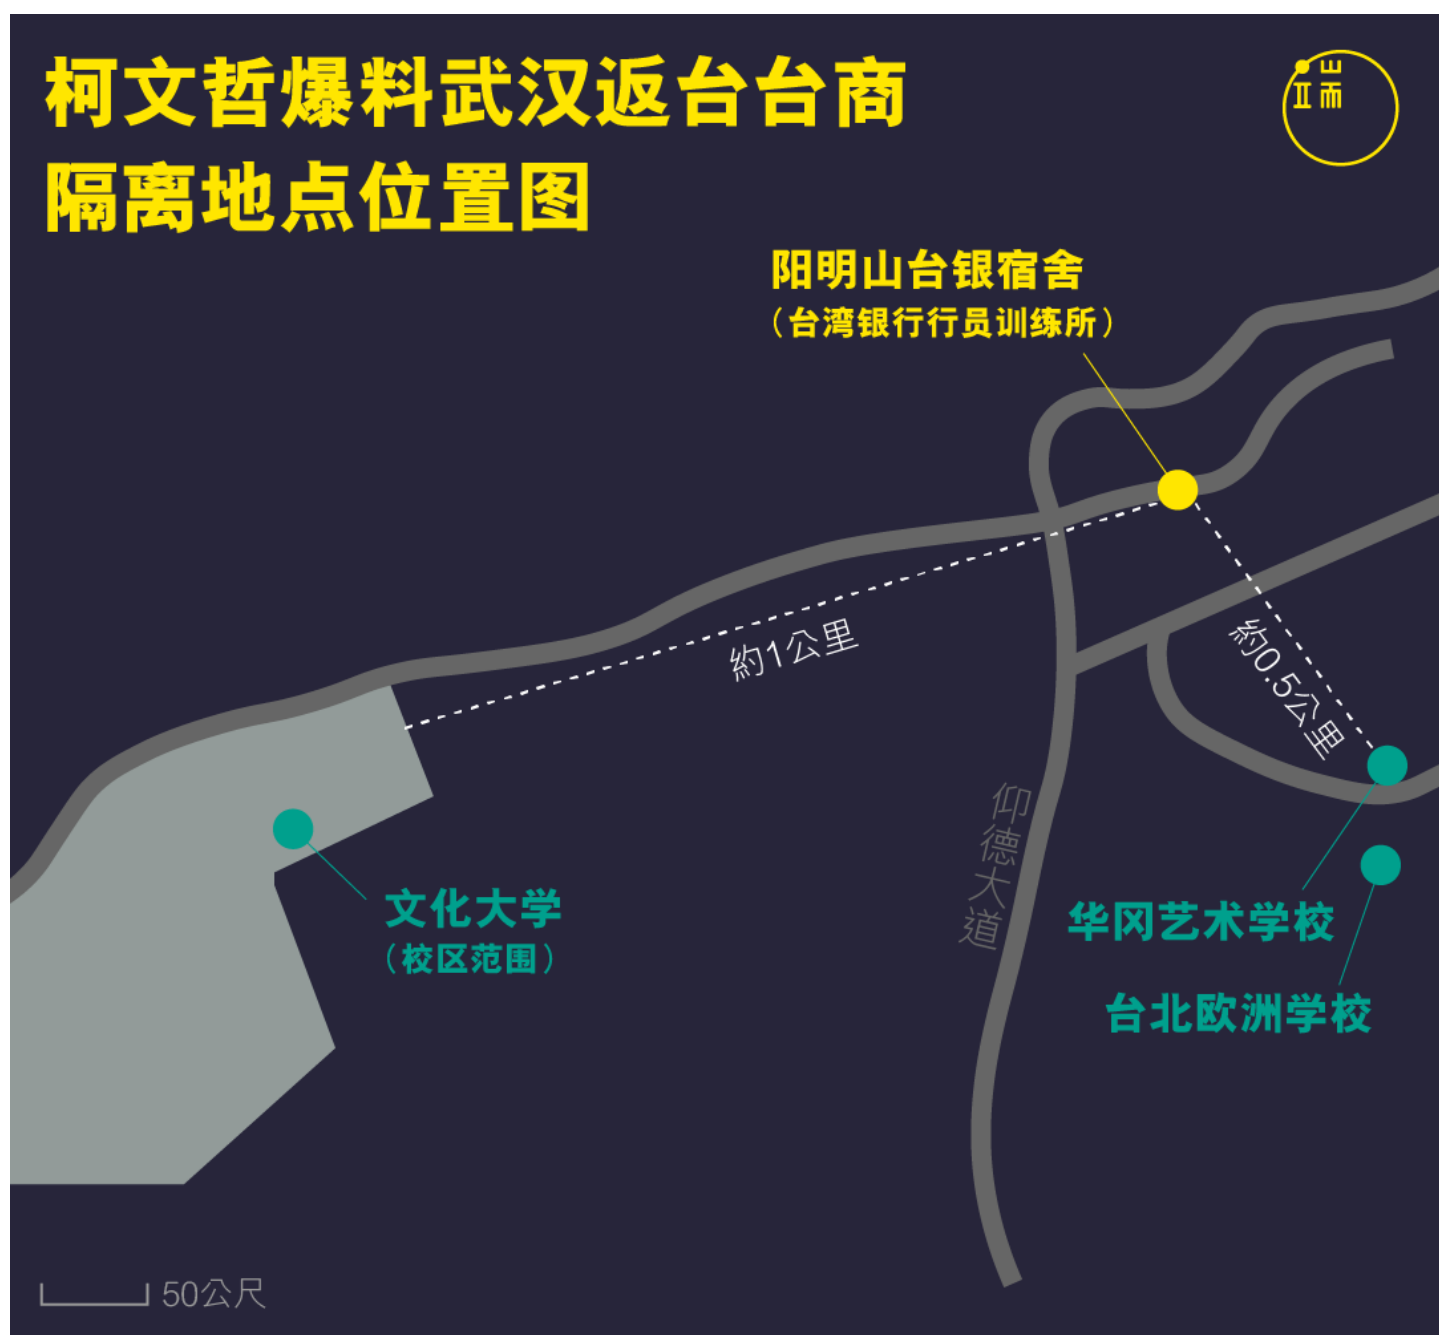 柯文哲爆料武汉返台台商
隔离地点位置图
端
阳明山台银宿舍
（台湾银行行员训练所）
約1公里
約0.5公里
仰德大道
文化大学
（校区范围）
华冈艺术学校
台北欧洲学校
50公尺